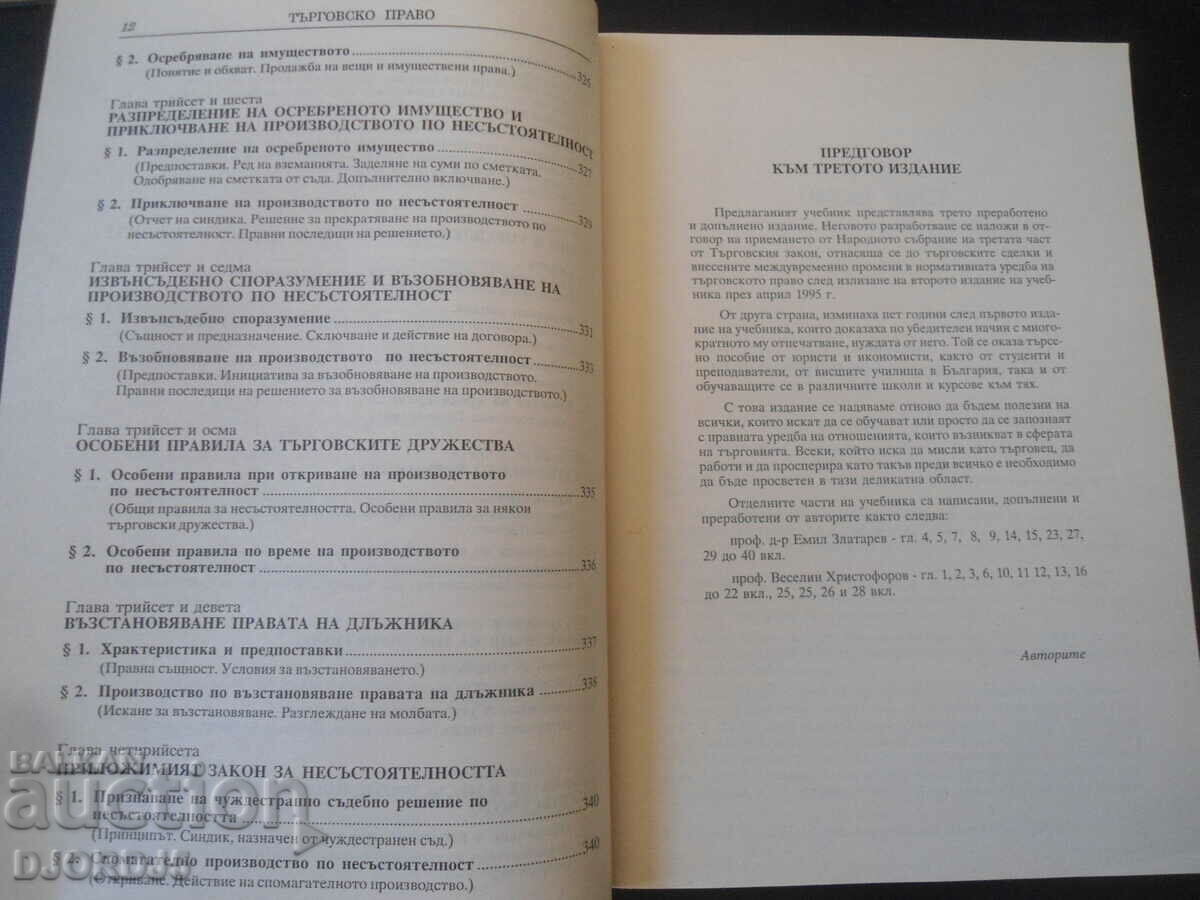 12
ТЪРГОВСКО ПРАВО
§ 2. Осребряване на имуществото
(Понятие и обхват. Продажба на вещи и имуществени права.)
325
Глава трийсет и шеста
РАЗПРЕДЕЛЕНИЕ НА ОСРЕБРЕНОТО ИМУЩЕСТВО И
ПРИКЛЮЧВАНЕ НА ПРОИЗВОДСТВОТО ПО НЕСЪСТОЯТЕЛНОСТ
§ 1. Разпределение на осребреното имущество 327
(Предпоставки. Ред на вземанията. Заделяне на суми по сметката.
Одобряване на сметката от съда. Допълнително включване.)
§ 2. Приключване на производството по несъстоятелност 329
(Отчет на синдика. Решение за прекратяване на производството по
несъстоятелност. Правни последици на решението.)
Глава трийсет и седма
ИЗВЪНСЪДЕБНО СПОРАЗУМЕНИЕ И ВЪЗОБНОВЯВАНЕ НА
ПРОИЗВОДСТВОТО ПО НЕСЪСТОЯТЕЛНОСТ
§ 1. Извънсъдебно споразумение 331
(Същност и предназначение. Сключване и действие на договора.)
§ 2. Възобновяване на производството по несъстоятелност 333
(Предпоставки. Инициатива за възобновяване на производството.
Правни последици на решението за възобновяване на производството.)
Глава трийсет и осма
ОСОБЕНИ ПРАВИЛА ЗА ТЪРГОВСКИТЕ ДРУЖЕСТВА
§ 1. Особени правила при откриване на производството
по несъстоятелност 335
(Общи правила за несъстоятелността. Особени правила за някои
търговски дружества.)
§ 2. Особени правила по време на производството
по несъстоятелност 336
Глава трийсет и девета
ВЪЗСТАНОВЯВАНЕ ПРАВАТА НА ДЛЪЖНИКА
§ 1. Храктеристика и предпоставки 337
(Правна същност. Условия за възстановяването.)
§ 2. Производство по възстановяване правата на длъжника 338
(Искане за възстановяване. Разглеждане на молбата.)
Глава четирийсета
ПРИЛОЖИМИЯТ ЗАКОН ЗА НЕСЪСТОЯТЕЛНОСТТА
§ 1. Признаване на чуждестранно съдебно решение по
несъстоятелността 340
(Принципът. Синдик, назначен от чуждестранен съд.)
§ 2. Спомагателно производство по несъстоятелност 340
(Откриване. Действие на спомагателното производство.)
BALKAN
auction
DJORDJ4
ПРЕДГОВОР
КЪМ ТРЕТОТО ИЗДАНИЕ
Предлаганият учебник представлява трето преработено
и допълнено издание. Неговото разработване се наложи в от-
говор на приемането от Народното събрание на третата част
от Търговския закон, отнасяща се до търговските сделки и
внесените междувременно промени в нормативната уредба на
търговското право след излизане на второто издание на уче-
бника през април 1995 г.
От друга страна, изминаха пет години след първото изда-
ние на учебника, които доказаха по убедителен начин с много-
кратното му отпечатване, нуждата от него. Той се оказа търсе-
но пособие от юристи и икономисти, както от студенти и
преподаватели, от висшите училища в България, така и от
обучаващите се в различните школи и курсове към тях.
С това издание се надяваме отново да бъдем полезни на
всички, които искат да се обучават или просто да се запознаят
с правната уредба на отношенията, които възникват в сферата
на търговията. Всеки, който иска да мисли като търговец, да
работи и да просперира като такъв преди всичко е необходимо
да бъде просветен в тази деликатна област.
Отделните части на учебника са написани, допълнени и
преработени от авторите както следва:
проф. д-р Емил Златарев - гл. 4, 5, 7, 8, 9, 14, 15, 23, 27,
29 до 40 вкл.
проф. Веселин Христофоров - гл. 1, 2, 3, 6, 10, 11 12, 13, 16
до 22 вкл., 25, 25, 26 и 28 вкл.
Авторите